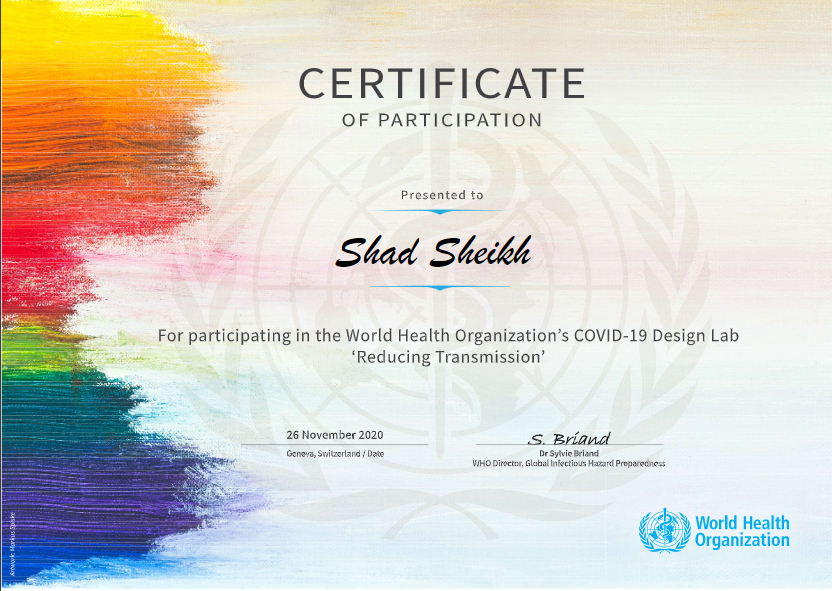 CERTIFICATE
OF PARTICIPATION
Presented to
Shad Sheikh
For participating in the World Health Organization’s COVID-19 Design Lab
‘Reducing Transmission’
26 November 2020
Geneva, Switzerland / Date
S. Briand
Dr Sylvie Briand
WHO Director, Global Infectious Hazard Preparedness
World Health
Organization